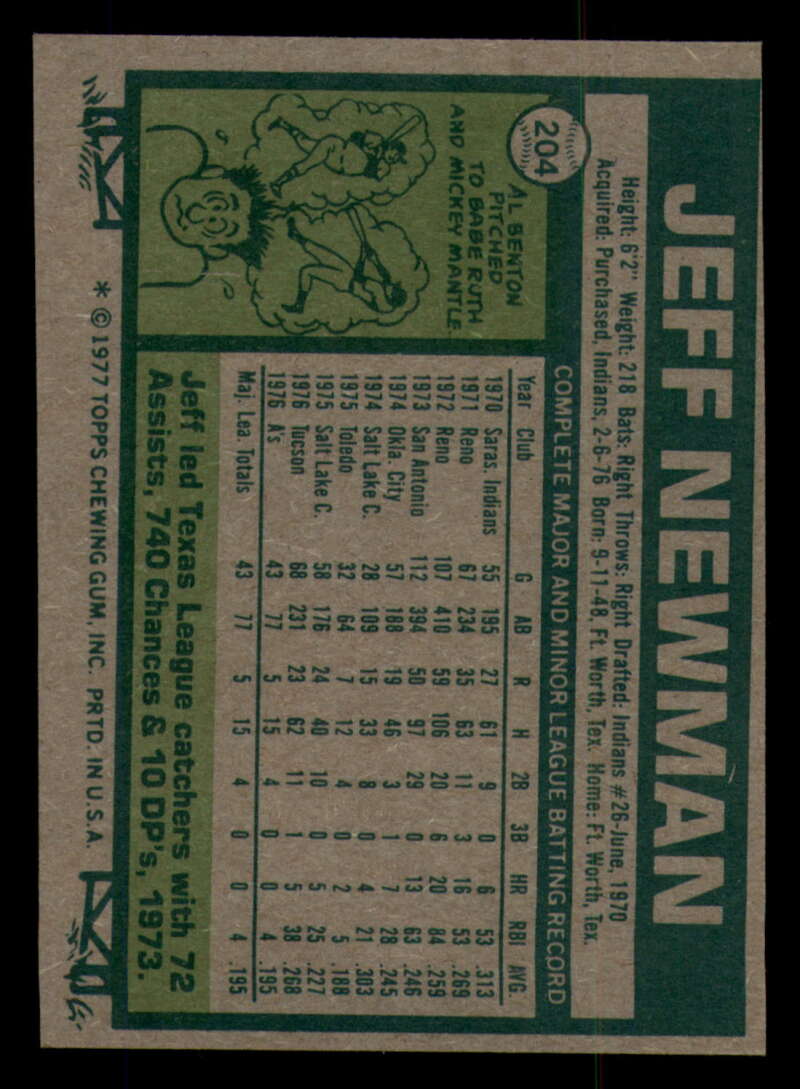 JEFF NEWMAN
204
Height: 6'2" Weight: 218 Bats: Right Throws: Right Drafted: Indians #26-June, 1970
Acquired: Purchased, Indians, 2-6-76 Born: 9-11-48, Ft. Worth, Tex. Home: Ft. Worth, Tex.
AL BENTON
PITCHED
TO BABE RUTH
AND MICKEY MANTLE.
COMPLETE MAJOR AND MINOR LEAGUE BATTING RECORD
Year Club G AB R H 2B 3B HR RBI AVG.
1970 Saras. Indians 55 195 27 61 9 0 6 53 .313
1971 Reno 67 234 35 63 11 3 16 53 .269
1972 Reno 107 410 59 106 20 6 20 84 .259
1973 San Antonio 112 394 50 97 29 0 13 63 .246
1974 Okla. City 57 188 19 46 3 1 7 28 .245
1974 Salt Lake C. 28 109 15 33 8 0 4 21 .303
1975 Toledo 32 64 7 12 4 0 2 5 .188
1975 Salt Lake C. 58 176 24 40 10 0 5 25 .227
1976 Tucson 68 231 23 62 11 1 5 38 .268
1976 A's 43 77 5 15 4 0 0 4 .195
Maj. Lea. Totals 43 77 5 15 4 0 0 4 .195
Jeff led Texas League catchers with 72
Assists, 740 Chances & 10 DP's, 1973.
* © 1977 TOPPS CHEWING GUM, INC. PRTD. IN U.S.A.